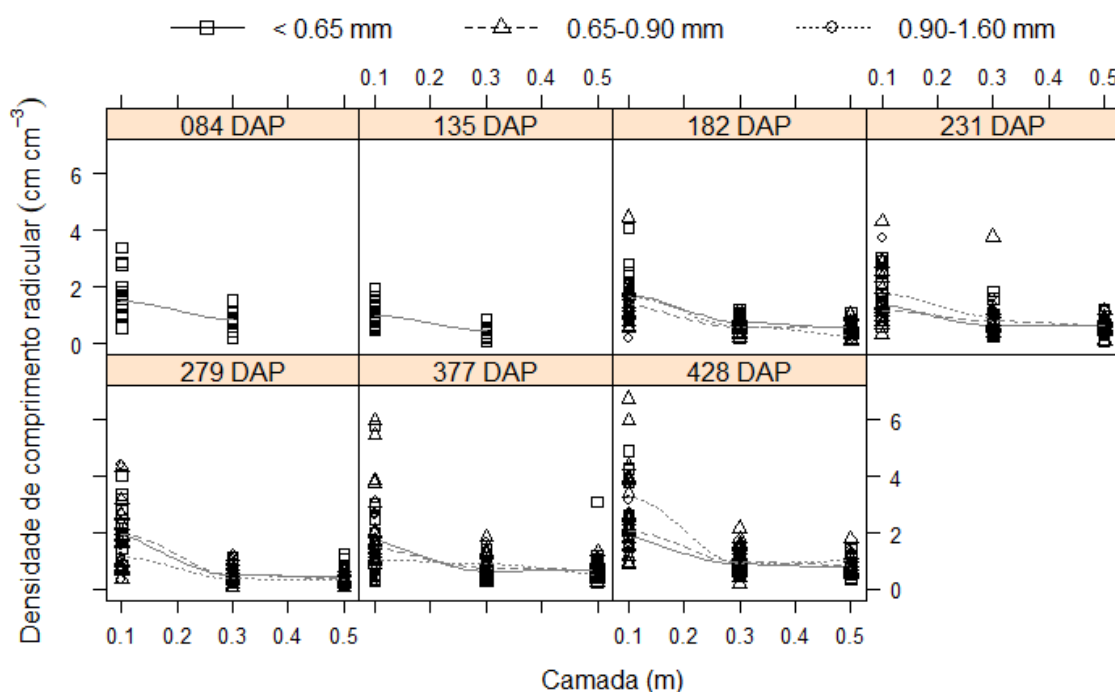 < 0.65 mm 0.65-0.90 mm 0.90-1.60 mm
0.1 0.2 0.3 0.4 0.5 0.1 0.2 0.3 0.4 0.5
084 DAP 135 DAP 182 DAP 231 DAP
6
4
2
0
279 DAP 377 DAP 428 DAP
6
4
2
0
0.1 0.2 0.3 0.4 0.5 0.1 0.2 0.3 0.4 0.5
Camada (m)
Densidade de comprimento radicular (cm cm⁻³)